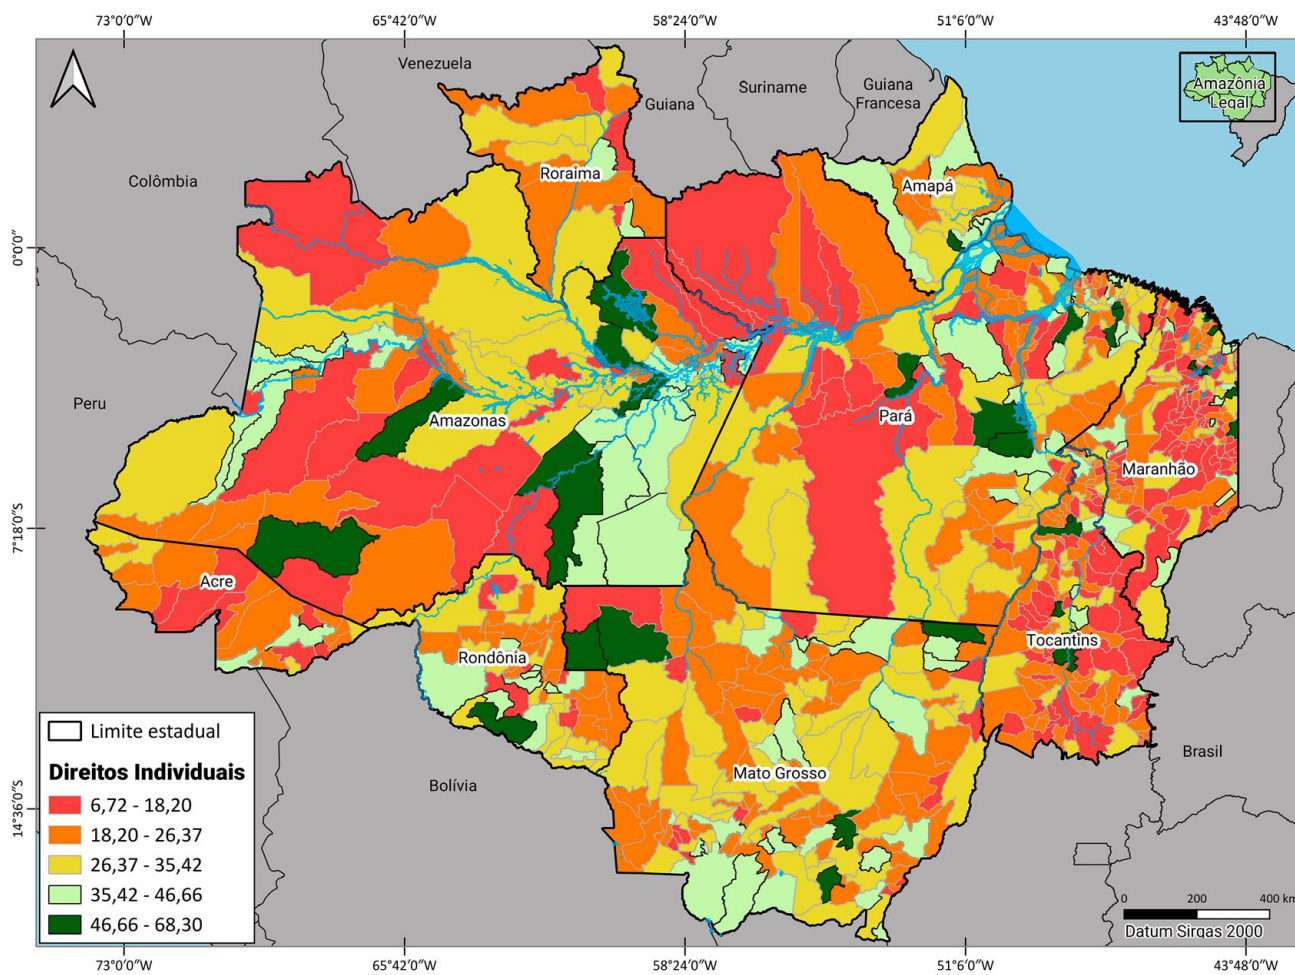 73°0′0″W
65°42′0″W
58°24′0″W
51°6′0″W
43°48′0″W
Venezuela
Suriname
Guiana
Francesa
Guiana
Amazônia
Legal
Colômbia
Roraima
Amapá
0°0′0″
Peru
Amazonas
Pará
Maranhão
7°18′0″S
Acre
Rondônia
Tocantins
Mato Grosso
Bolívia
Brasil
14°36′0″S
Limite estadual
Direitos Individuais
6,72 - 18,20
18,20 - 26,37
26,37 - 35,42
35,42 - 46,66
46,66 - 68,30
0 200 400 km
Datum Sirgas 2000
73°0′0″W
65°42′0″W
58°24′0″W
51°6′0″W
43°48′0″W